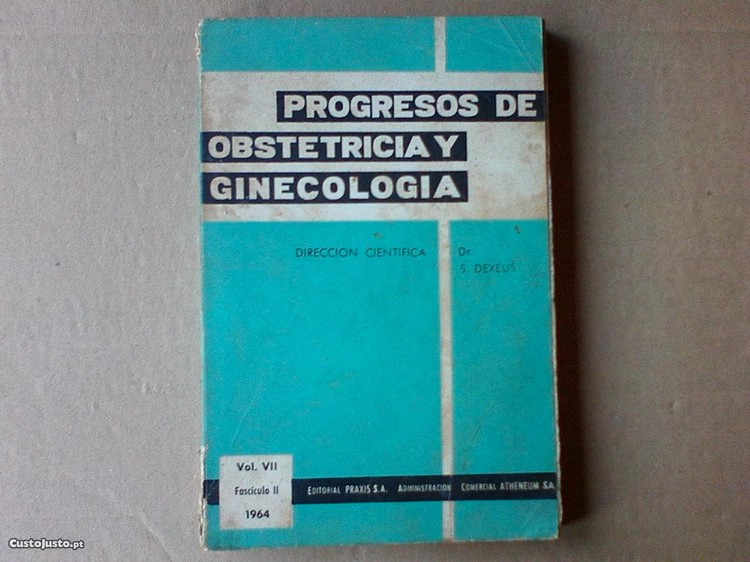 PROGRESOS DE
OBSTETRICIA Y
GINECOLOGIA
DIRECCION CIENTIFICA
Dr.
S. DEXEUS
Vol. VII
Fascículo II
1964
EDITORIAL PRAXIS S.A. ADMINISTRACION COMERCIAL ATHENEUM S.A.
CustoJusto.pt